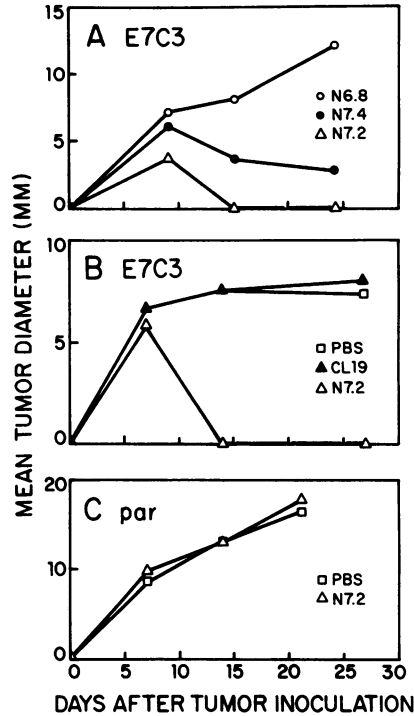 MEAN TUMOR DIAMETER (MM)
A E7C3
15
10
5
0
N6.8
N7.4
N7.2
B E7C3
10
5
0
PBS
CL19
N7.2
C par
20
10
0
PBS
N7.2
0 5 10 15 20 25 30
DAYS AFTER TUMOR INOCULATION